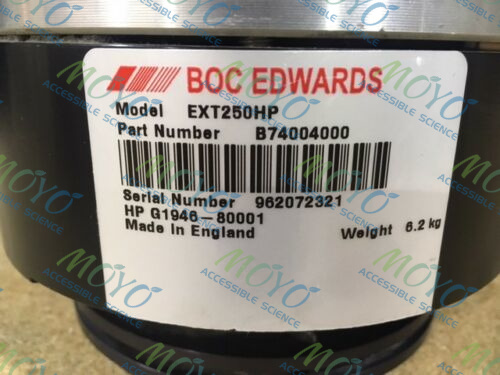 BOC EDWARDS
Model EXT250HP
Part Number B74004000
Serial Number 962072321
HP G1946-80001
Made In England
Weight 6.2 kg
MOYO
ACCESSIBLE SCIENCE